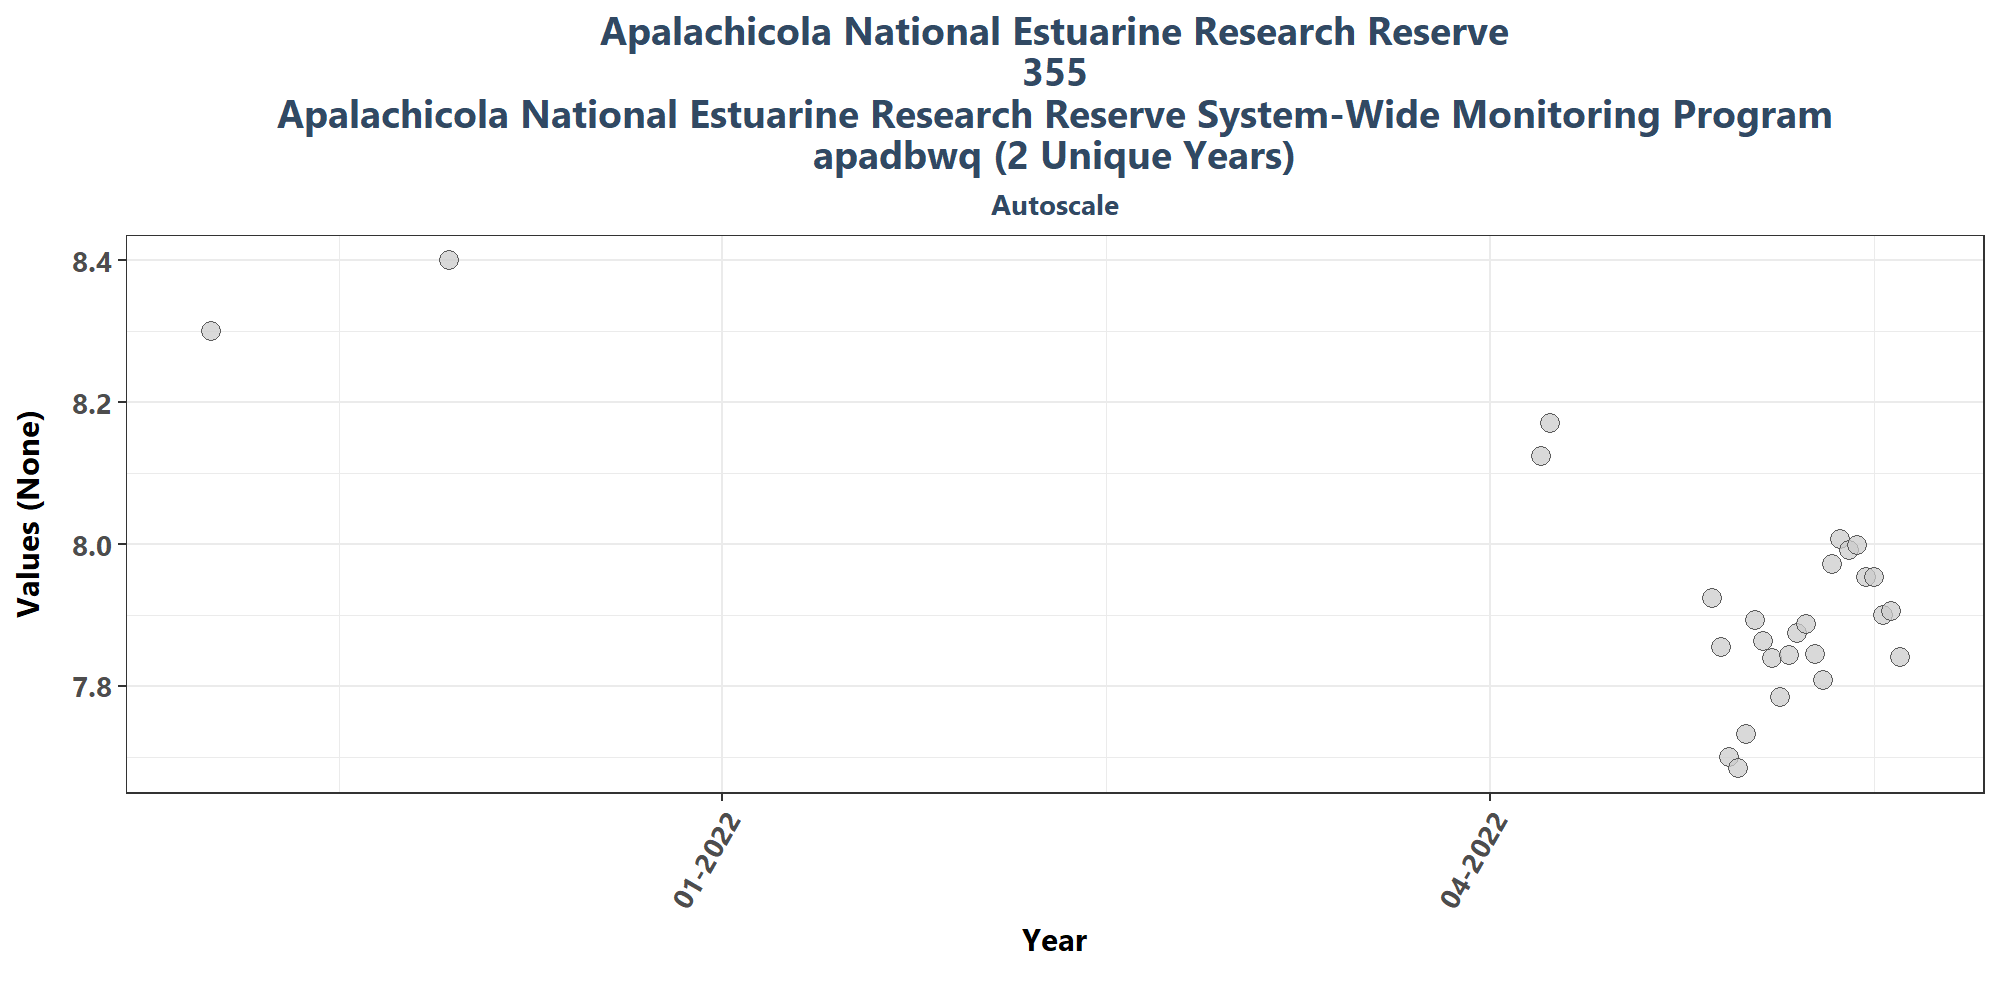 Apalachicola National Estuarine Research Reserve
355
Apalachicola National Estuarine Research Reserve System-Wide Monitoring Program
apadbwq (2 Unique Years)
Autoscale
Values (None)
8.4
8.2
8.0
7.8
01-2022
04-2022
Year